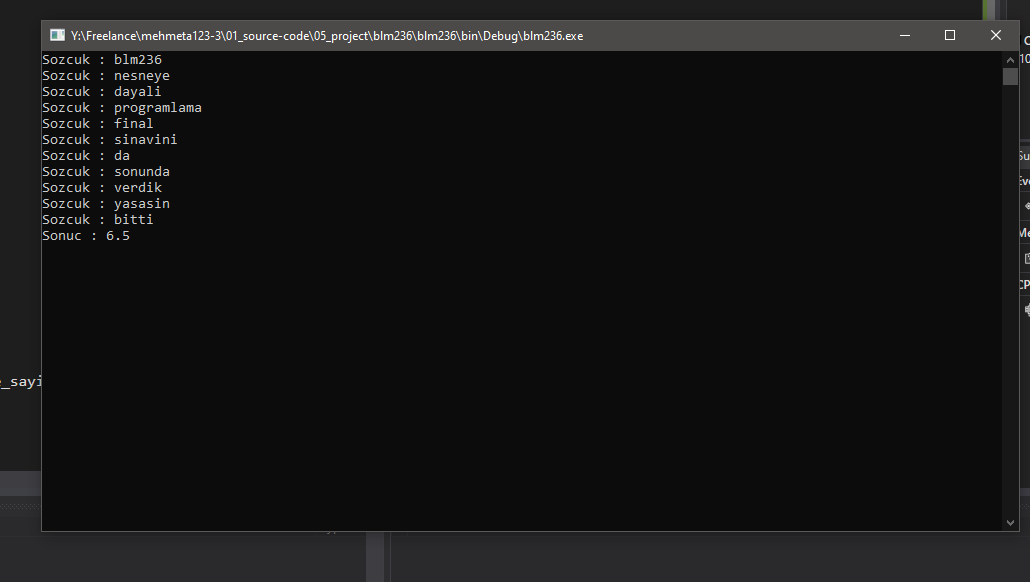 Y:\Freelance\mehmeta123-3\01_source-code\05_project\blm236\blm236\bin\Debug\blm236.exe
Sozcuk : blm236
Sozcuk : nesneye
Sozcuk : dayali
Sozcuk : programlama
Sozcuk : final
Sozcuk : sinavini
Sozcuk : da
Sozcuk : sonunda
Sozcuk : verdik
Sozcuk : yasasin
Sozcuk : bitti
Sonuc : 6.5
_sayi